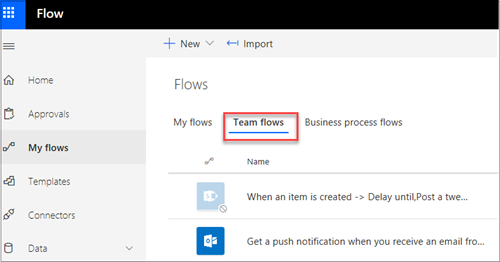 Flow
New
Import
Home
Approvals
My flows
Templates
Connectors
Data
Flows
My flows
Team flows
Business process flows
Name
When an item is created -> Delay until,Post a twe...
Get a push notification when you receive an email fro...